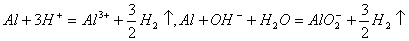 Al + 3H⁺ = Al³⁺ + 3/2 H₂ ↑, Al + OH⁻ + H₂O = AlO₂⁻ + 3/2 H₂ ↑